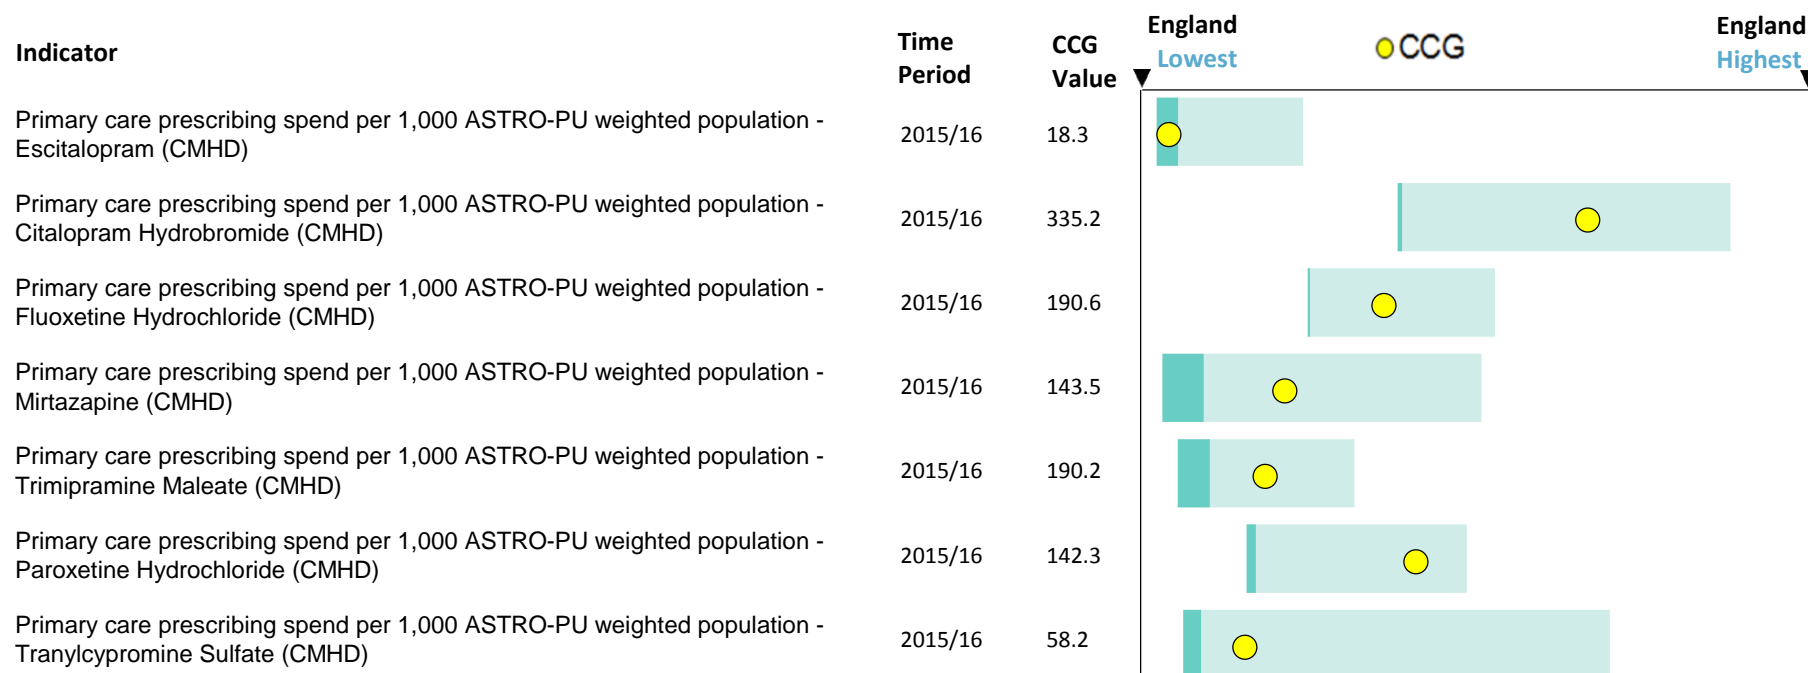 Indicator
Time Period
CCG Value
England Lowest
CCG
England Highest
Primary care prescribing spend per 1,000 ASTRO-PU weighted population -
Escitalopram (CMHD)
2015/16
18.3
Primary care prescribing spend per 1,000 ASTRO-PU weighted population -
Citalopram Hydrobromide (CMHD)
2015/16
335.2
Primary care prescribing spend per 1,000 ASTRO-PU weighted population -
Fluoxetine Hydrochloride (CMHD)
2015/16
190.6
Primary care prescribing spend per 1,000 ASTRO-PU weighted population -
Mirtazapine (CMHD)
2015/16
143.5
Primary care prescribing spend per 1,000 ASTRO-PU weighted population -
Trimipramine Maleate (CMHD)
2015/16
190.2
Primary care prescribing spend per 1,000 ASTRO-PU weighted population -
Paroxetine Hydrochloride (CMHD)
2015/16
142.3
Primary care prescribing spend per 1,000 ASTRO-PU weighted population -
Tranylcypromine Sulfate (CMHD)
2015/16
58.2